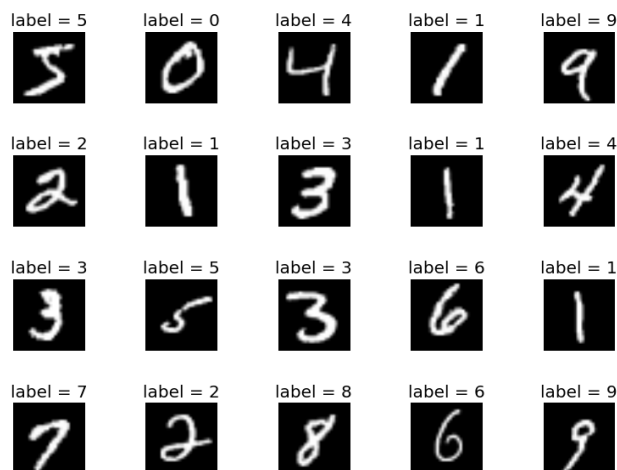 label = 5 label = 0 label = 4 label = 1 label = 9
5 0 4 1 9
label = 2 label = 1 label = 3 label = 1 label = 4
2 1 3 1 4
label = 3 label = 5 label = 3 label = 6 label = 1
3 5 3 6 1
label = 7 label = 2 label = 8 label = 6 label = 9
7 2 8 6 9